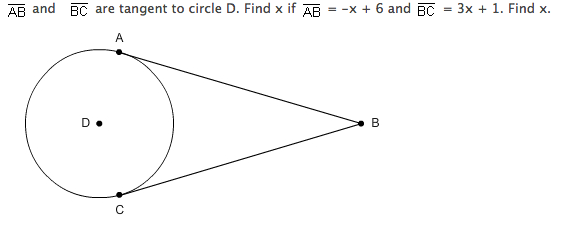 AB and BC are tangent to circle D. Find x if AB = -x + 6 and BC = 3x + 1. Find x.
A
D
B
C